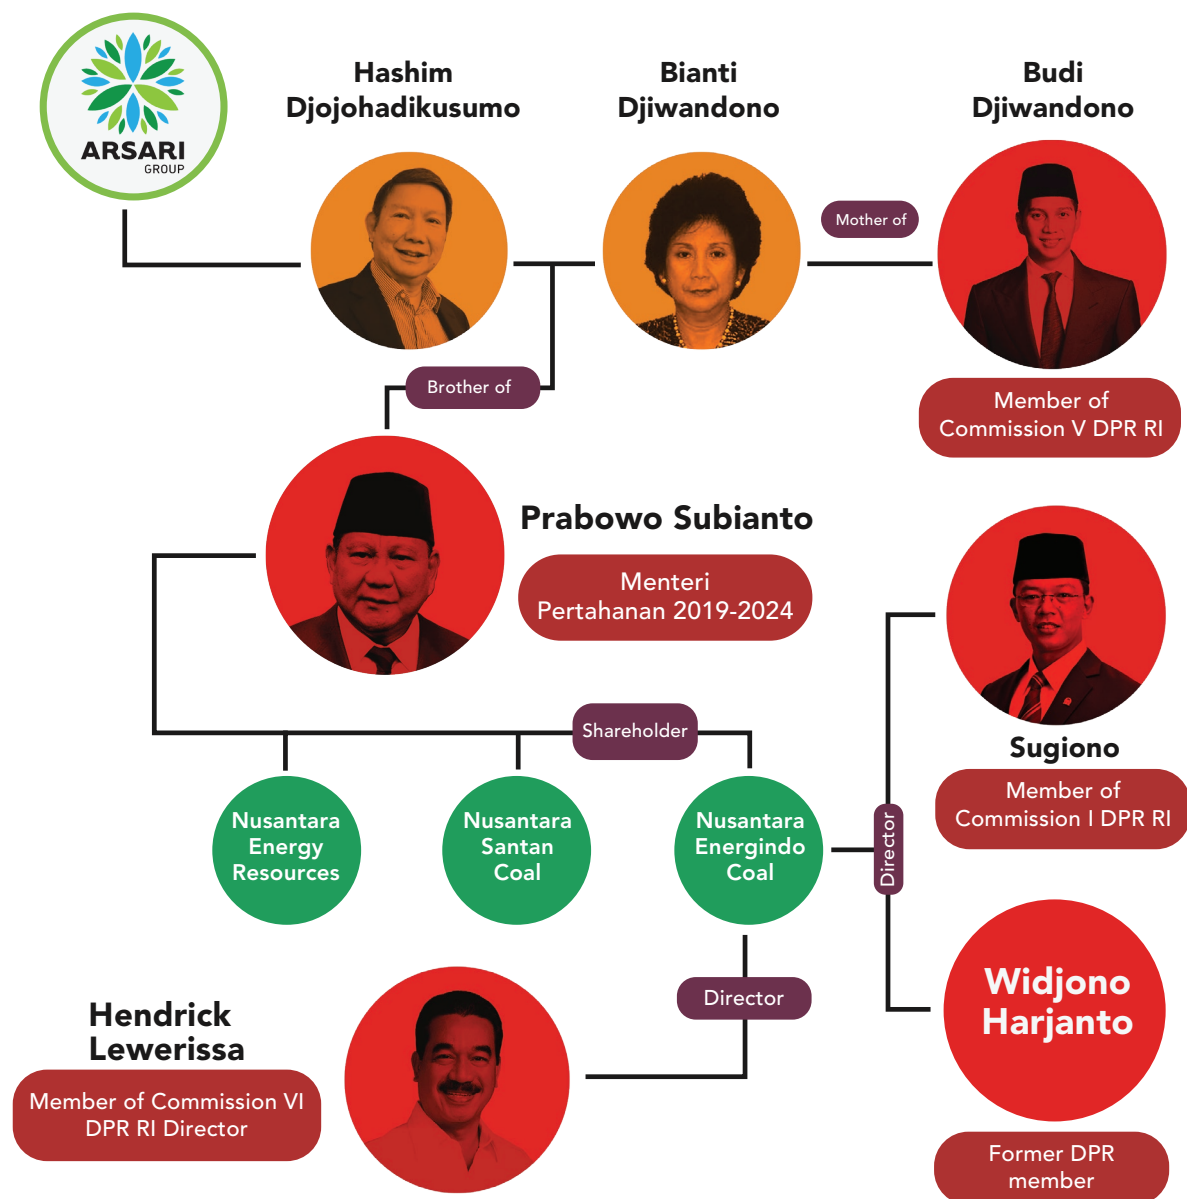 ARSARI
GROUP
Hashim
Djojohadikusumo
Bianti
Djiwandono
Budi
Djiwandono
Mother of
Brother of
Member of
Commission V DPR RI
Prabowo Subianto
Menteri
Pertahanan 2019-2024
Shareholder
Sugiono
Member of
Commission I DPR RI
Nusantara
Energy
Resources
Nusantara
Santan
Coal
Nusantara
Energindo
Coal
Director
Widjono
Harjanto
Former DPR
member
Director
Hendrick
Lewerissa
Member of Commission VI
DPR RI Director